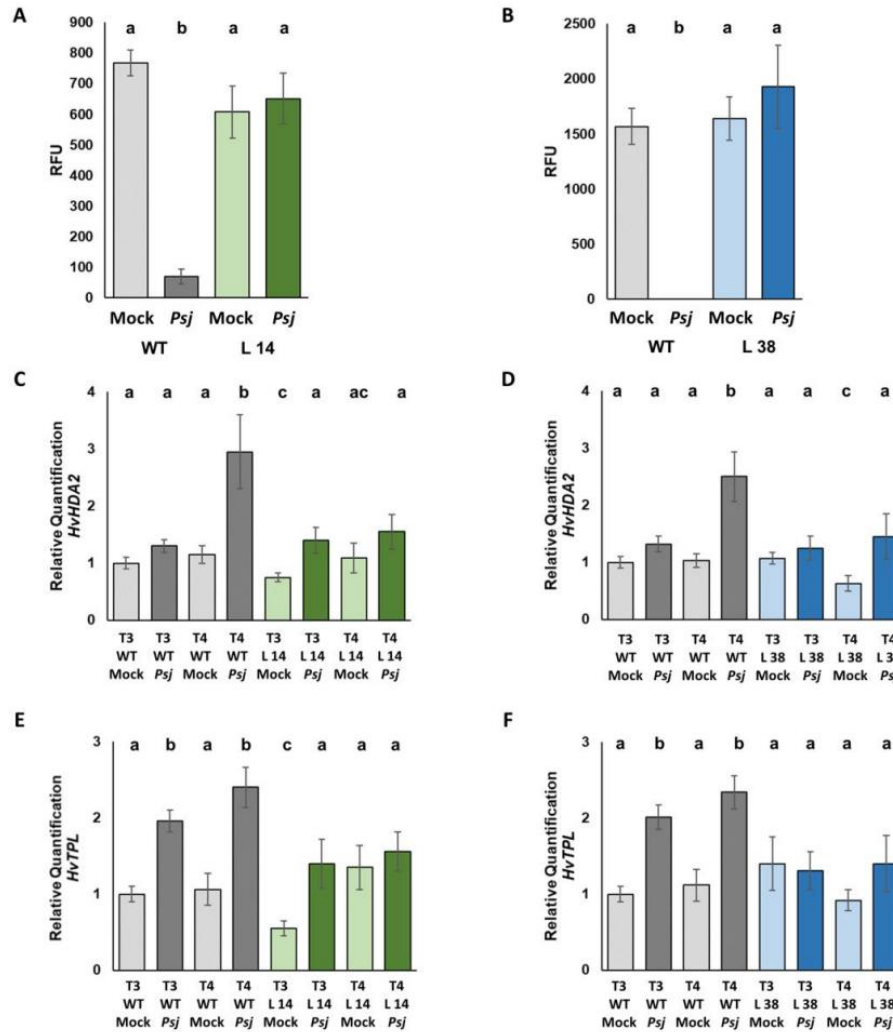 A
900
800
700
600
500
400
300
200
100
0
RFU
a b a a
Mock Psj Mock Psj
WT L 14
B
2500
2000
1500
1000
500
0
RFU
a b a a
Mock Psj Mock Psj
WT L 38
C
4
3
2
1
0
Relative Quantification
HvHDA2
a a a b c a ac a
T3 T3 T4 T4 T3 T3 T4 T4
WT WT WT WT L 14 L 14 L 14 L 14
Mock Psj Mock Psj Mock Psj Mock Psj
D
4
3
2
1
0
Relative Quantification
HvHDA2
a a a b a a c a
T3 T3 T4 T4 T3 T3 T4 T4
WT WT WT WT L 38 L 38 L 38 L 3
Mock Psj Mock Psj Mock Psj Mock Ps
E
3
2
1
0
Relative Quantification
HvTPL
a b a b c a a a
T3 T3 T4 T4 T3 T3 T4 T4
WT WT WT WT L 14 L 14 L 14 L 14
Mock Psj Mock Psj Mock Psj Mock Psj
F
3
2
1
0
Relative Quantification
HvTPL
a b a b a a a a
T3 T3 T4 T4 T3 T3 T4 T4
WT WT WT WT L 38 L 38 L 38 L 38
Mock Psj Mock Psj Mock Psj Mock Psj